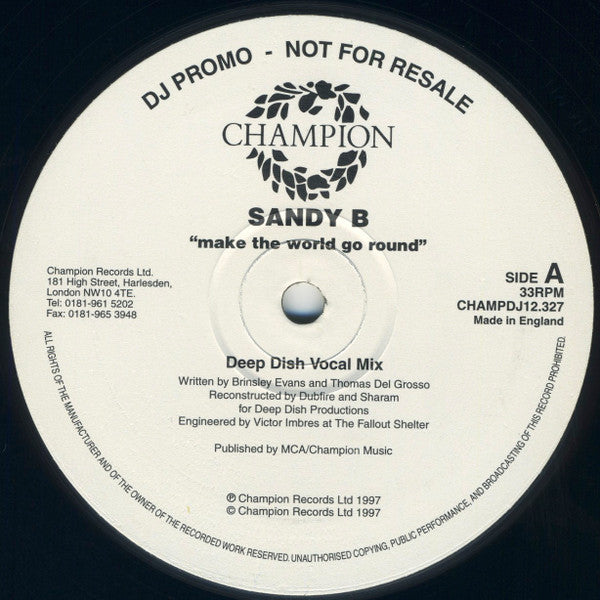 DJ PROMO - NOT FOR RESALE
CHAMPION
SANDY B
“make the world go round”
Champion Records Ltd.
181 High Street, Harlesden,
London NW10 4TE.
Tel: 0181-961 5202
Fax: 0181-965 3948
SIDE A
33RPM
CHAMPDJ12.327
Made in England
Deep Dish Vocal Mix
Written by Brinsley Evans and Thomas Del Grosso
Reconstructed by Dubfire and Sharam
for Deep Dish Productions
Engineered by Victor Imbres at The Fallout Shelter
Published by MCA/Champion Music
℗ Champion Records Ltd 1997
© Champion Records Ltd 1997
ALL RIGHTS OF THE MANUFACTURER AND OF THE OWNER OF THE RECORDED WORK RESERVED. UNAUTHORISED COPYING, PUBLIC PERFORMANCE, AND BROADCASTING OF THIS RECORD PROHIBITED.